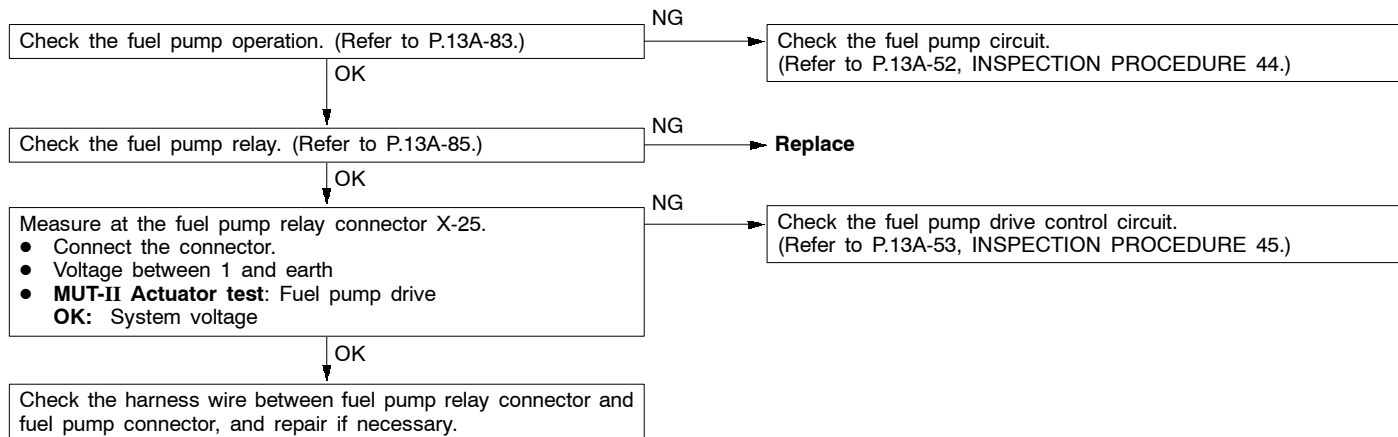 Check the fuel pump operation. (Refer to P.13A-83.)
NG
Check the fuel pump circuit.
(Refer to P.13A-52, INSPECTION PROCEDURE 44.)
OK
Check the fuel pump relay. (Refer to P.13A-85.)
NG
Replace
OK
Measure at the fuel pump relay connector X-25.
● Connect the connector.
● Voltage between 1 and earth
● MUT-II Actuator test: Fuel pump drive
OK: System voltage
NG
Check the fuel pump drive control circuit.
(Refer to P.13A-53, INSPECTION PROCEDURE 45.)
OK
Check the harness wire between fuel pump relay connector and
fuel pump connector, and repair if necessary.